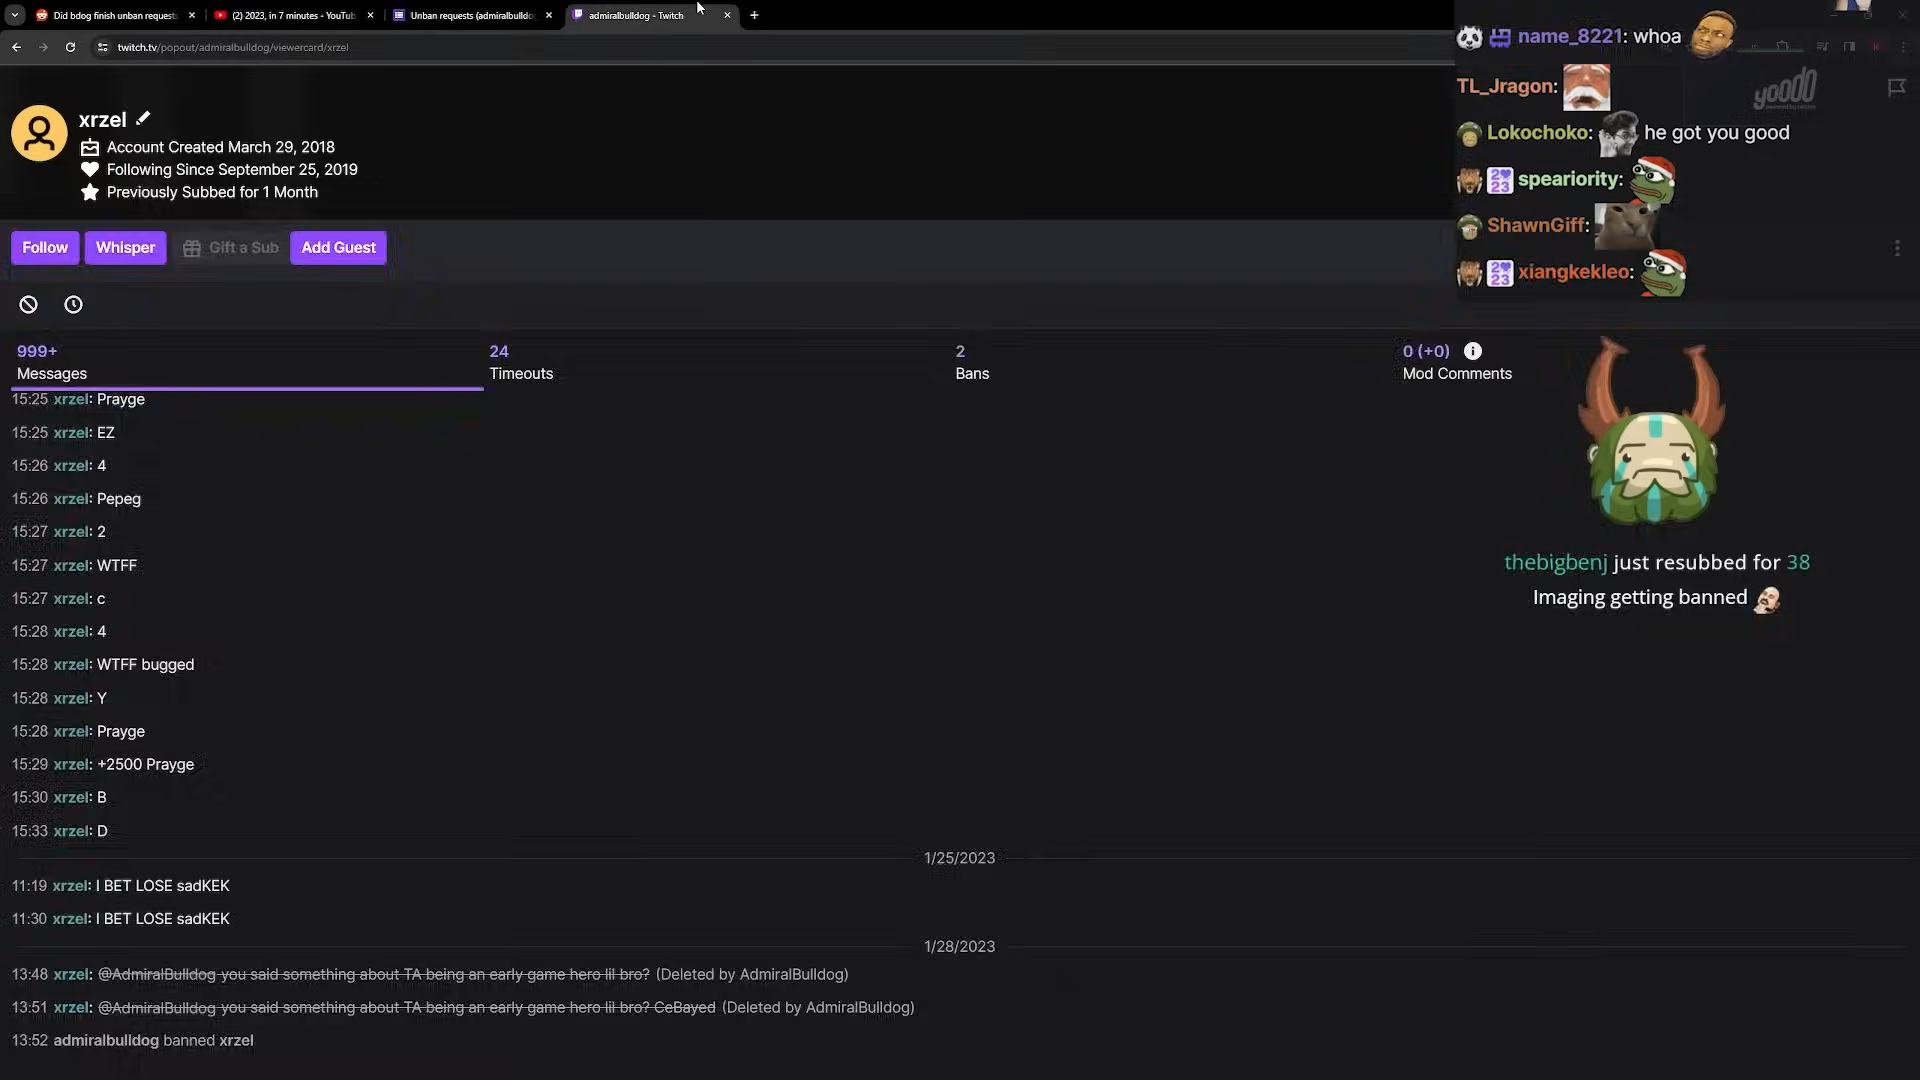 Did bdog finish unban requests
(2) 2023, in 7 minutes - YouTub
Unban requests (admiralbulldo
admiralbulldog - Twitch
twitch.tv/popout/admiralbulldog/viewercard/xrzel
name_8221: whoa
TL_Jragon:
yoodo
Lokochoko: he got you good
speariority:
ShawnGiff:
xiangkekleo:
xrzel
Account Created March 29, 2018
Following Since September 25, 2019
Previously Subbed for 1 Month
Follow
Whisper
Gift a Sub
Add Guest
999+
Messages
24
Timeouts
2
Bans
0 (+0)
Mod Comments
15:25 xrzel: Prayge
15:25 xrzel: EZ
15:26 xrzel: 4
15:26 xrzel: Pepeg
15:27 xrzel: 2
15:27 xrzel: WTFF
15:27 xrzel: c
15:28 xrzel: 4
15:28 xrzel: WTFF bugged
15:28 xrzel: Y
15:28 xrzel: Prayge
15:29 xrzel: +2500 Prayge
15:30 xrzel: B
15:33 xrzel: D
thebigbenj just resubbed for 38
Imaging getting banned
1/25/2023
11:19 xrzel: I BET LOSE sadKEK
11:30 xrzel: I BET LOSE sadKEK
1/28/2023
13:48 xrzel: @AdmiralBulldog you said something about TA being an early game hero lil bro? (Deleted by AdmiralBulldog)
13:51 xrzel: @AdmiralBulldog you said something about TA being an early game hero lil bro? CeBayed (Deleted by AdmiralBulldog)
13:52 admiralbulldog banned xrzel